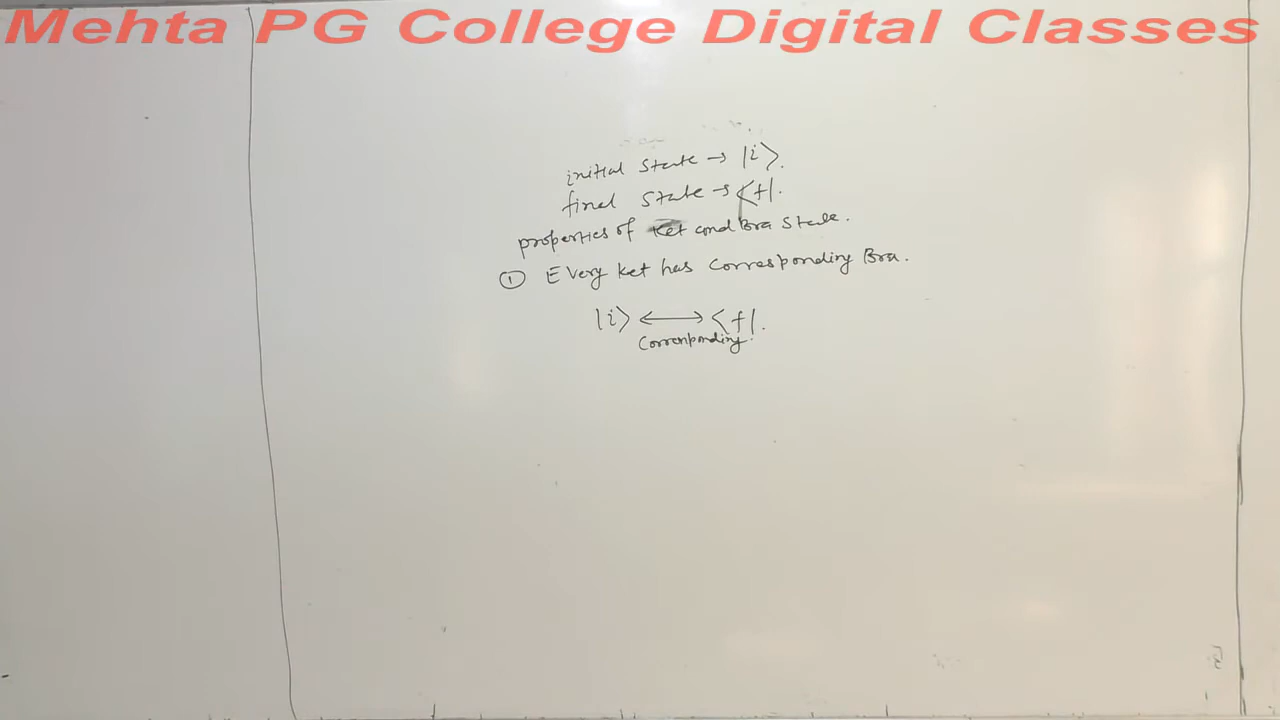 Mehta PG College Digital Classes
initial state → |i⟩.
final state → ⟨f|.
properties of Ket and Bra State.
① Every ket has corresponding Bra.
|i⟩ ⟷ ⟨f|.
Corresponding.